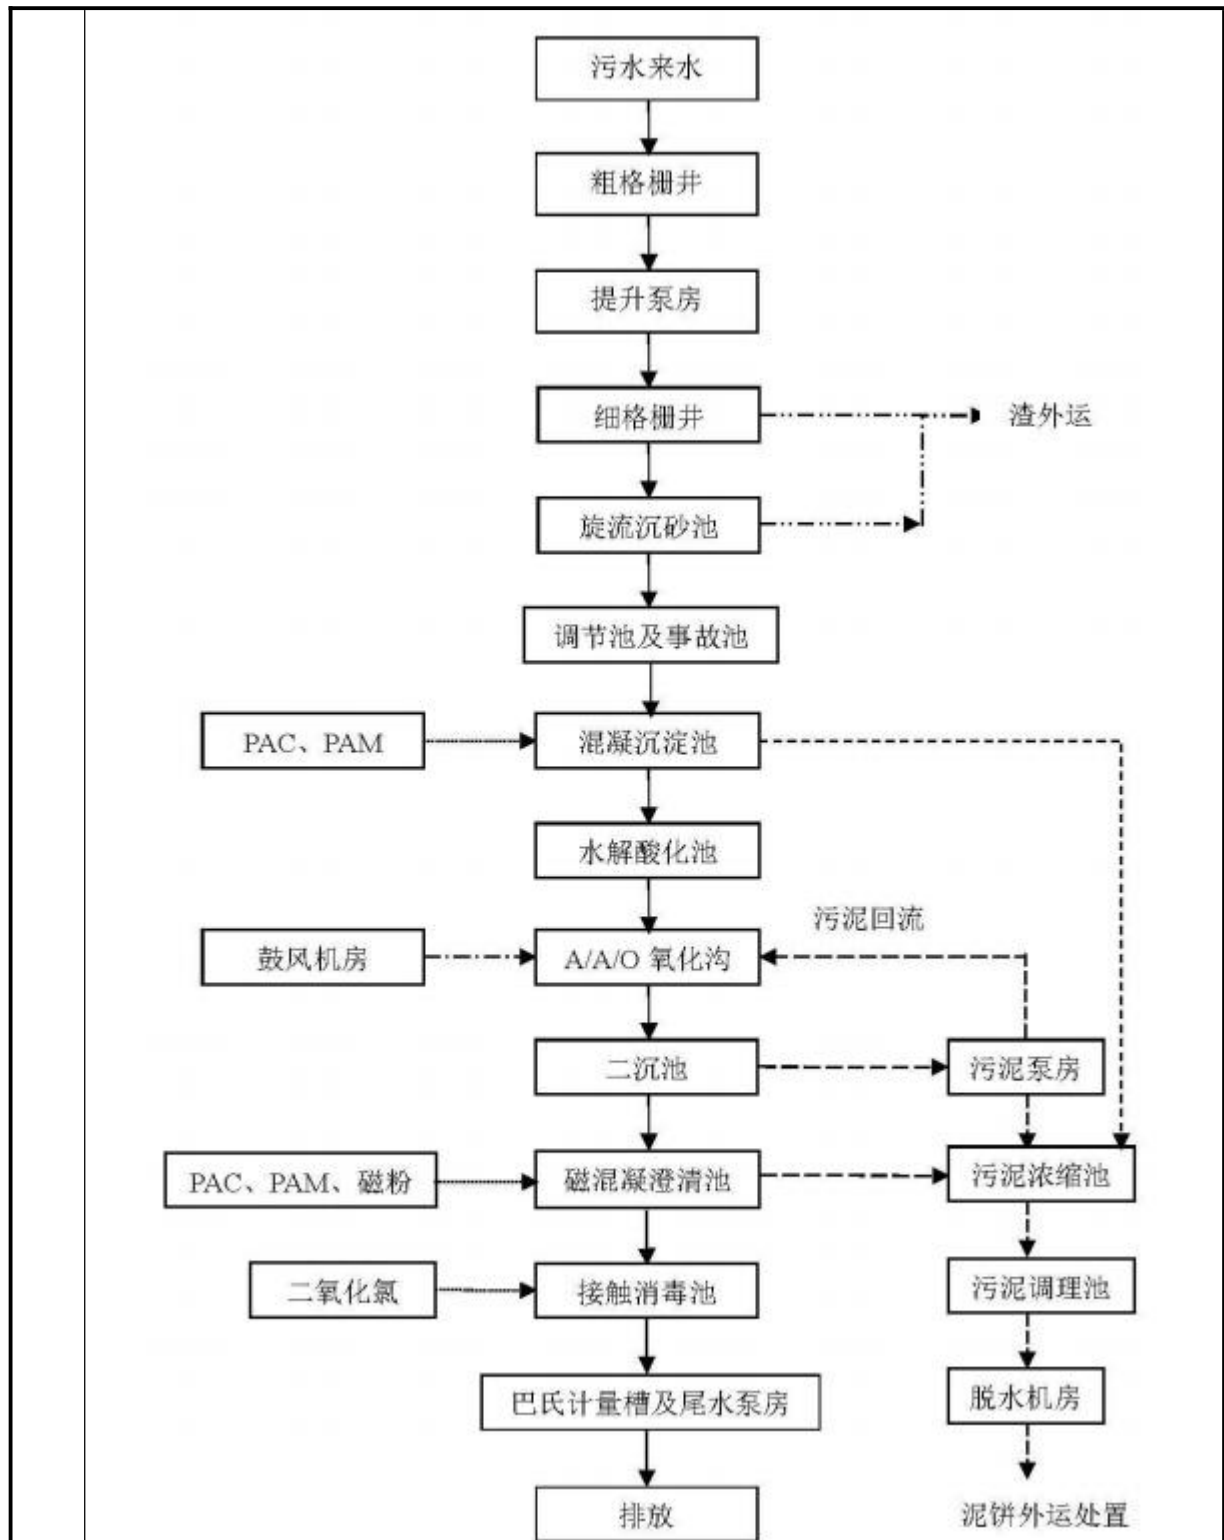 污水来水
粗格栅井
提升泵房
细格栅井
渣外运
旋流沉砂池
调节池及事故池
PAC、PAM
混凝沉淀池
水解酸化池
污泥回流
鼓风机房
A/A/O 氧化沟
二沉池
污泥泵房
PAC、PAM、磁粉
磁混凝澄清池
污泥浓缩池
二氧化氯
接触消毒池
污泥调理池
巴氏计量槽及尾水泵房
脱水机房
排放
泥饼外运处置